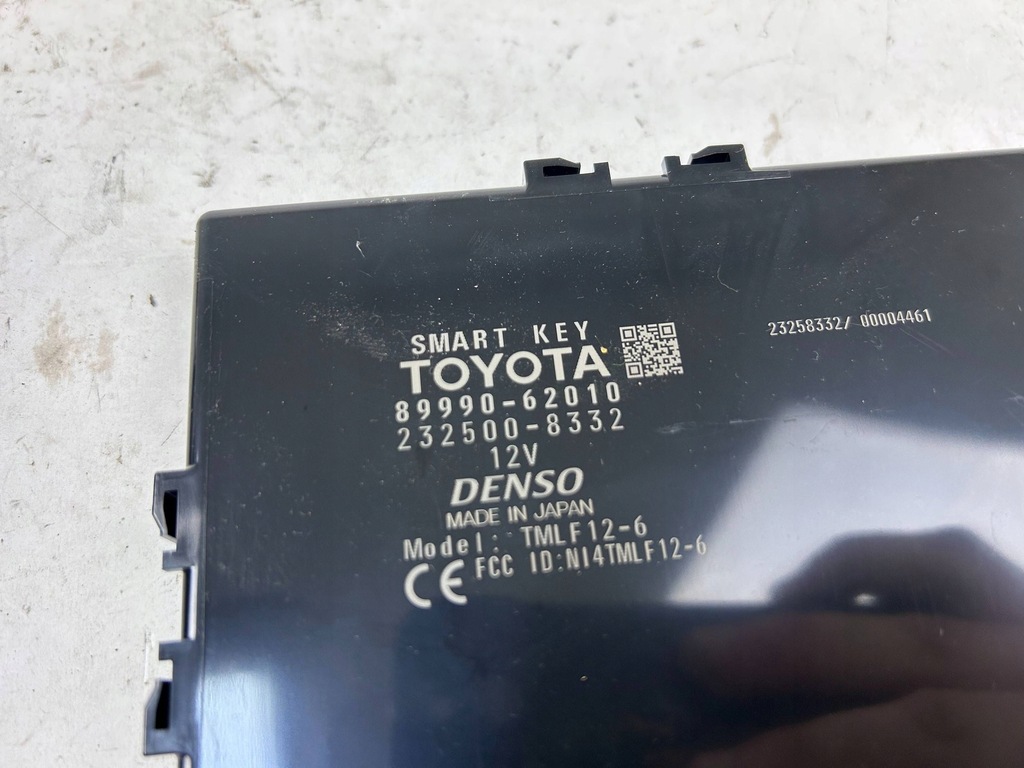 SMART KEY
TOYOTA
89990-62010
232500-8332
12V
DENSO
MADE IN JAPAN
Model: TMLF12-6
FCC ID:NI4TMLF12-6
CE
23258332/ 00004461